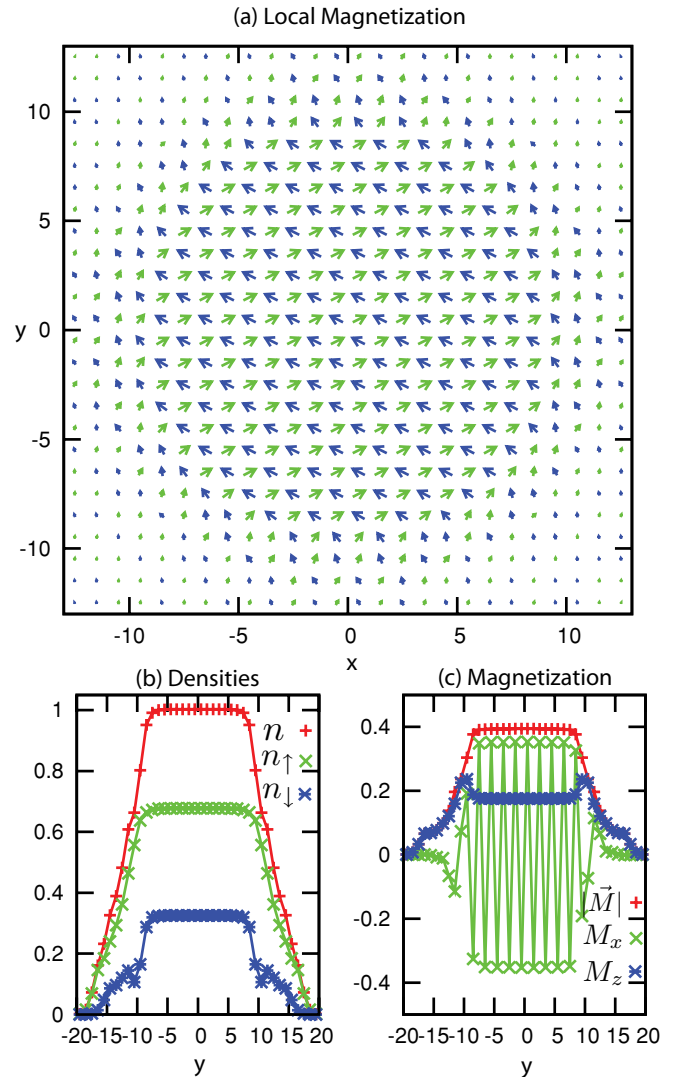 (a) Local Magnetization
10
5
y 0
-5
-10
-10 -5 0 5 10
x
(b) Densities (c) Magnetization
1 n
n↑
0.8 n↓
0.6
0.4
0.2
0
-20 -15 -10 -5 0 5 10 15 20
y
0.4
0.2
0
-0.2 |M⃗|
Mx
-0.4 Mz
-20 -15 -10 -5 0 5 10 15 20
y